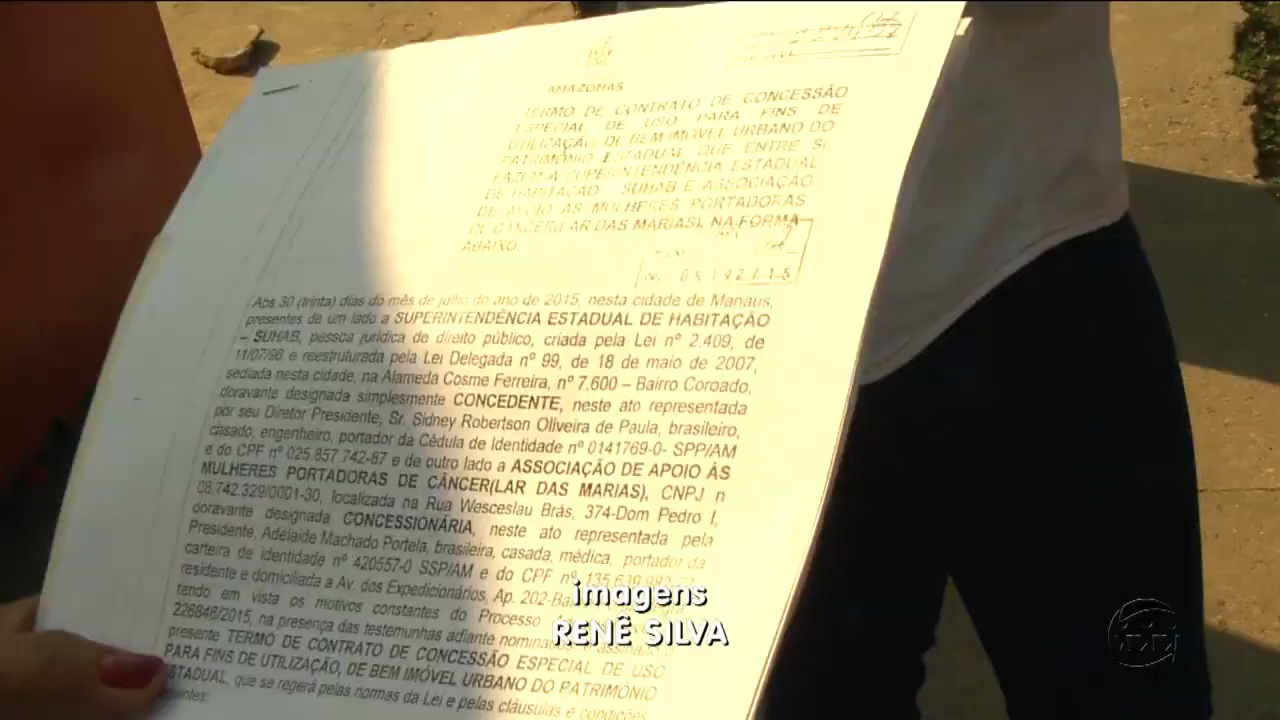 AMAZONAS
TERMO DE CONTRATO DE CONCESSÃO
ESPECIAL DE USO PARA FINS DE
UTILIZAÇÃO, DE BEM IMÓVEL URBANO DO
PATRIMÔNIO ESTADUAL QUE ENTRE SI
FAZEM A SUPERINTENDÊNCIA ESTADUAL
DE HABITAÇÃO SUHAB E ASSOCIAÇÃO
DE APOIO ÀS MULHERES PORTADORAS
DE CÂNCER(LAR DAS MARIAS), NA FORMA
ABAIXO:
Aos 30 (trinta) dias do mês de julho do ano de 2015, nesta cidade de Manaus,
presentes de um lado a SUPERINTENDÊNCIA ESTADUAL DE HABITAÇÃO
– SUHAB, pessoa jurídica de direito público, criada pela Lei nº 2.409, de
e reestruturada pela Lei Delegada nº 99, de 18 de maio de 2007,
sediada nesta cidade, na Alameda Cosme Ferreira, nº 7.600 – Bairro Coroado,
doravante designada simplesmente CONCEDENTE, neste ato representada
por seu Diretor Presidente, Sr. Sidney Robertson Oliveira de Paula, brasileiro,
casado, engenheiro, portador da Cédula de Identidade nº 0141769-0- SPP/AM
e do CPF nº 025.857.742-87 e de outro lado a ASSOCIAÇÃO DE APOIO ÀS
MULHERES PORTADORAS DE CÂNCER(LAR DAS MARIAS), CNPJ n
08.742.329/0001-30, localizada na Rua Wesceslau Brás, 374-Dom Pedro I,
doravante designada CONCESSIONÁRIA, neste ato representada pela
Presidente, Adelaide Machado Portela, brasileira, casada, médica, portador da
carteira de Identidade nº 420557-0 SSP/AM e do CPF nº
residente e domiciliada a Av. dos Expedicionários, Ap. 202-
tendo em vista os motivos constantes do Processo
226846/2015, na presença das testemunhas adiante
presente TERMO DE CONTRATO DE CONCESSÃO ESPECIAL DE USO
PARA FINS DE UTILIZAÇÃO, DE BEM IMÓVEL URBANO DO PATRIMÔNIO
ESTADUAL, que se regerá pelas normas da Lei e pelas cláusulas e condições
imagens
RENÊ SILVA